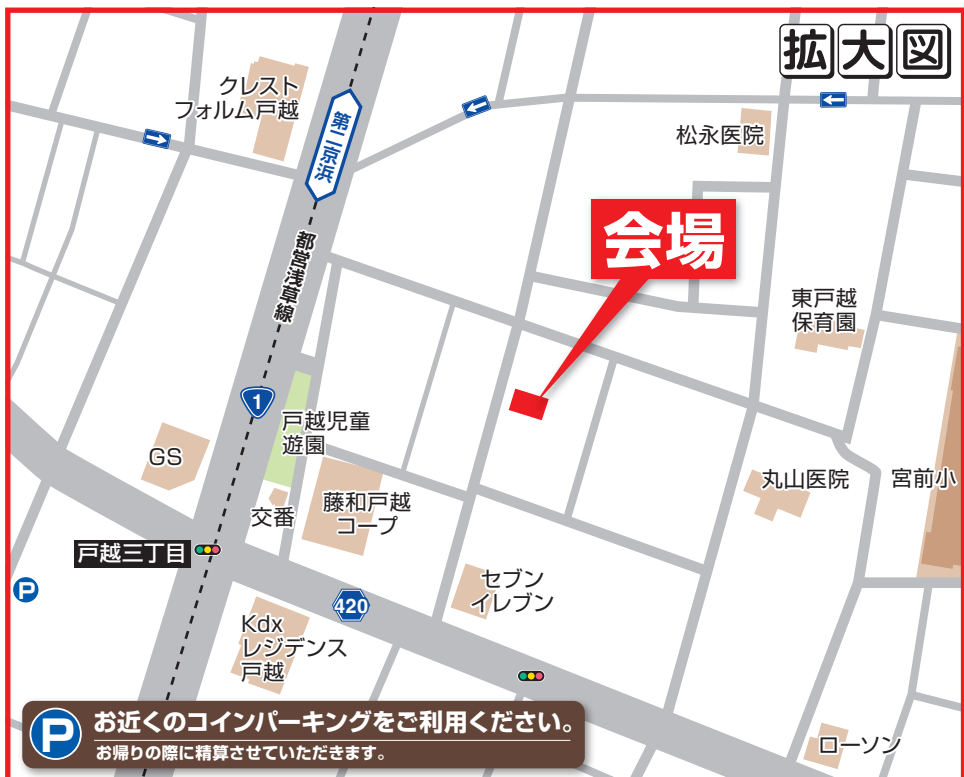 拡大図
クレスト
フォルム戸越
第二京浜
松永医院
会場
都営浅草線
東戸越
保育園
1
戸越児童
遊園
GS
丸山医院
宮前小
交番
藤和戸越
コープ
戸越三丁目
セブン
イレブン
P
420
Kdx
レジデンス
戸越
P
お近くのコインパーキングをご利用ください。
お帰りの際に精算させていただきます。
ローソン